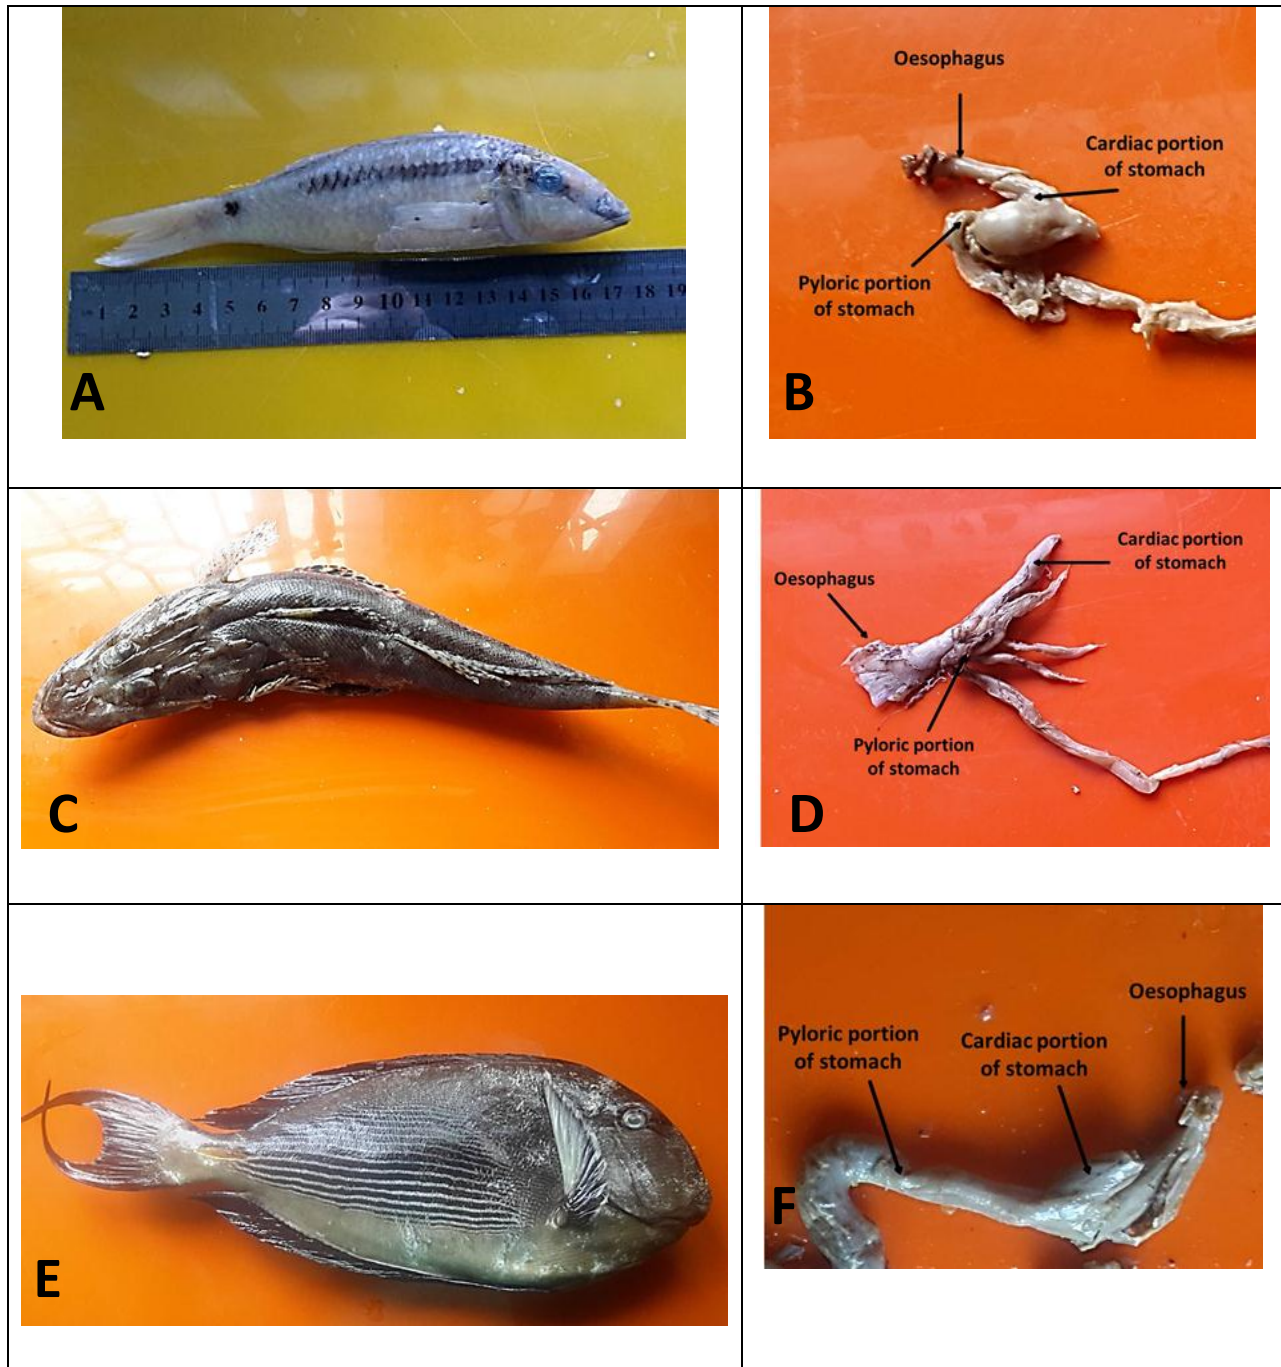 1 2 3 4 5 6 7 8 9 10 11 12 13 14 15 16 17 18 19
A
Oesophagus
Cardiac portion
of stomach
Pyloric portion
of stomach
B
C
Cardiac portion
of stomach
Oesophagus
Pyloric portion
of stomach
D
E
Oesophagus
Pyloric portion
of stomach
Cardiac portion
of stomach
F